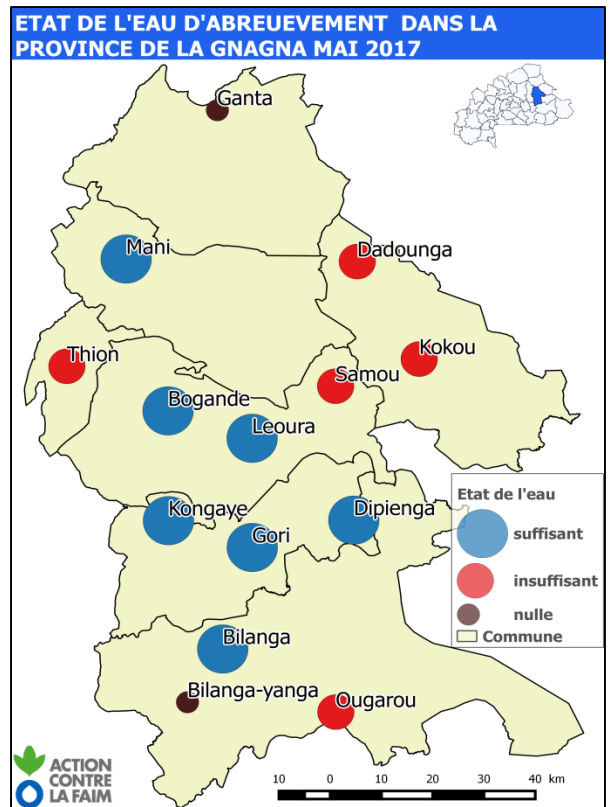 ETAT DE L'EAU D'ABREUEVEMENT DANS LA
PROVINCE DE LA GNAGNA MAI 2017
Ganta
Mani
Dadounga
Thion
Kokou
Samou
Bogande
Leoura
Kongaye
Dipienga
Gori
Etat de l'eau
suffisant
insuffisant
nulle
Commune
Bilanga
Bilanga-yanga
Ougarou
ACTION
CONTRE
LA FAIM
10 0 10 20 30 40 km